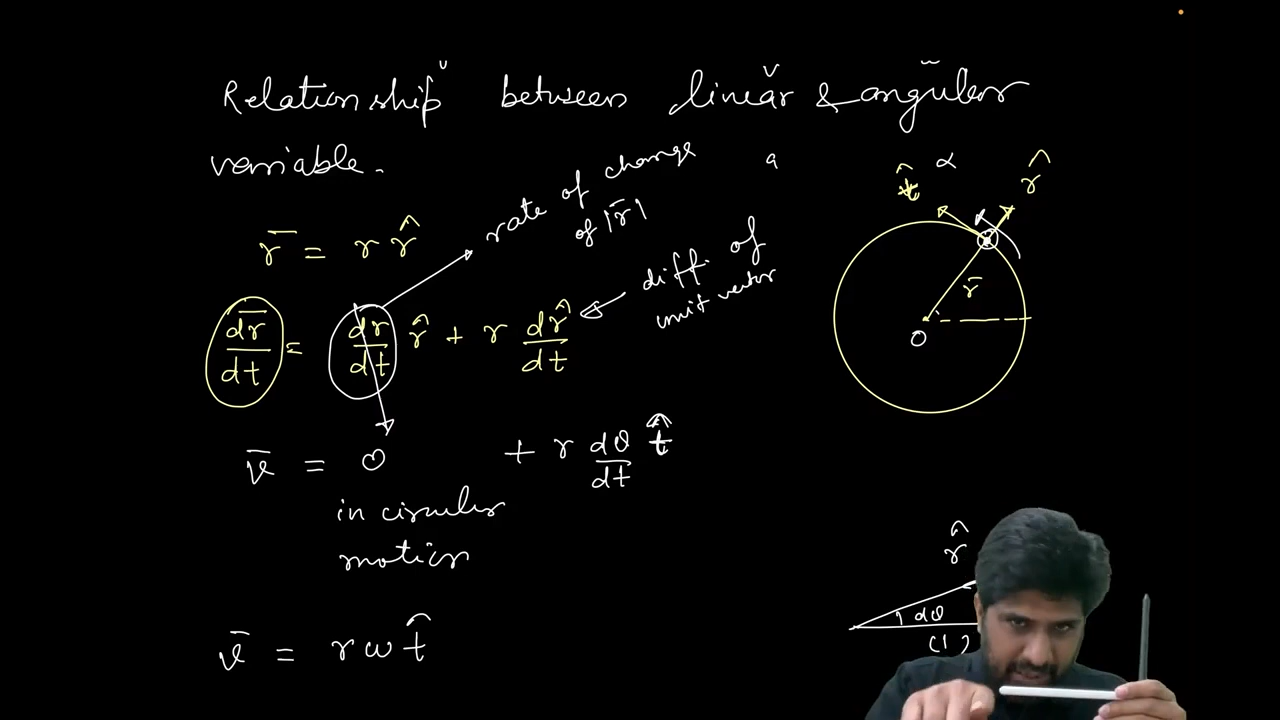 Relationship between linear & angular
variable.
rate of change
of |r̄|
a
α
t̂
r̂
r̄ = r r̂
diff. of
unit vector
r̄
O
dr̄/dt = dr/dt r̂ + r dr̂/dt
v̄ = 0 + r dθ/dt t̂
in circular
motion
r̂
dθ
(1)
v̄ = r ω t̂